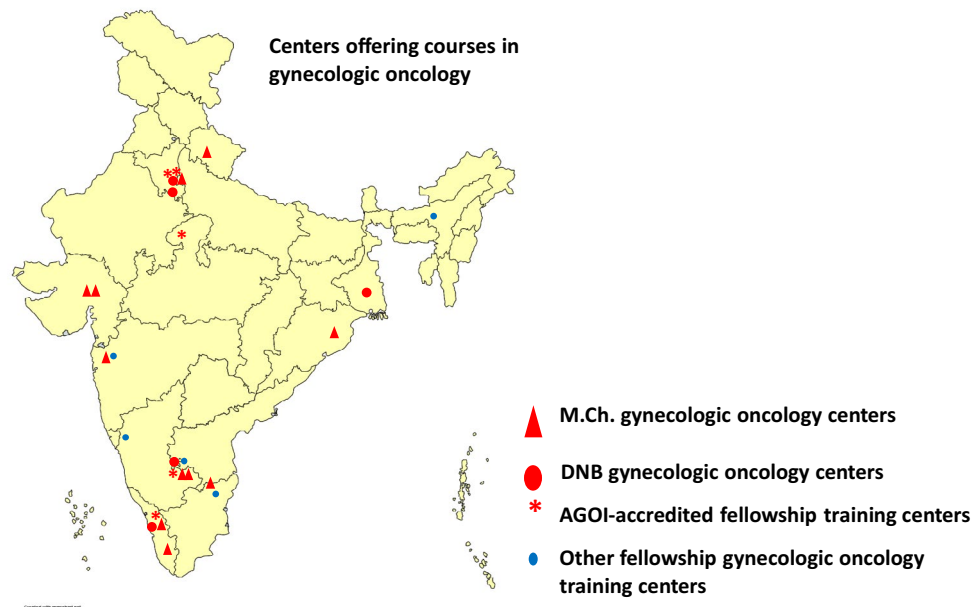 Centers offering courses in
gynecologic oncology
M.Ch. gynecologic oncology centers
DNB gynecologic oncology centers
AGOI-accredited fellowship training centers
Other fellowship gynecologic oncology
training centers